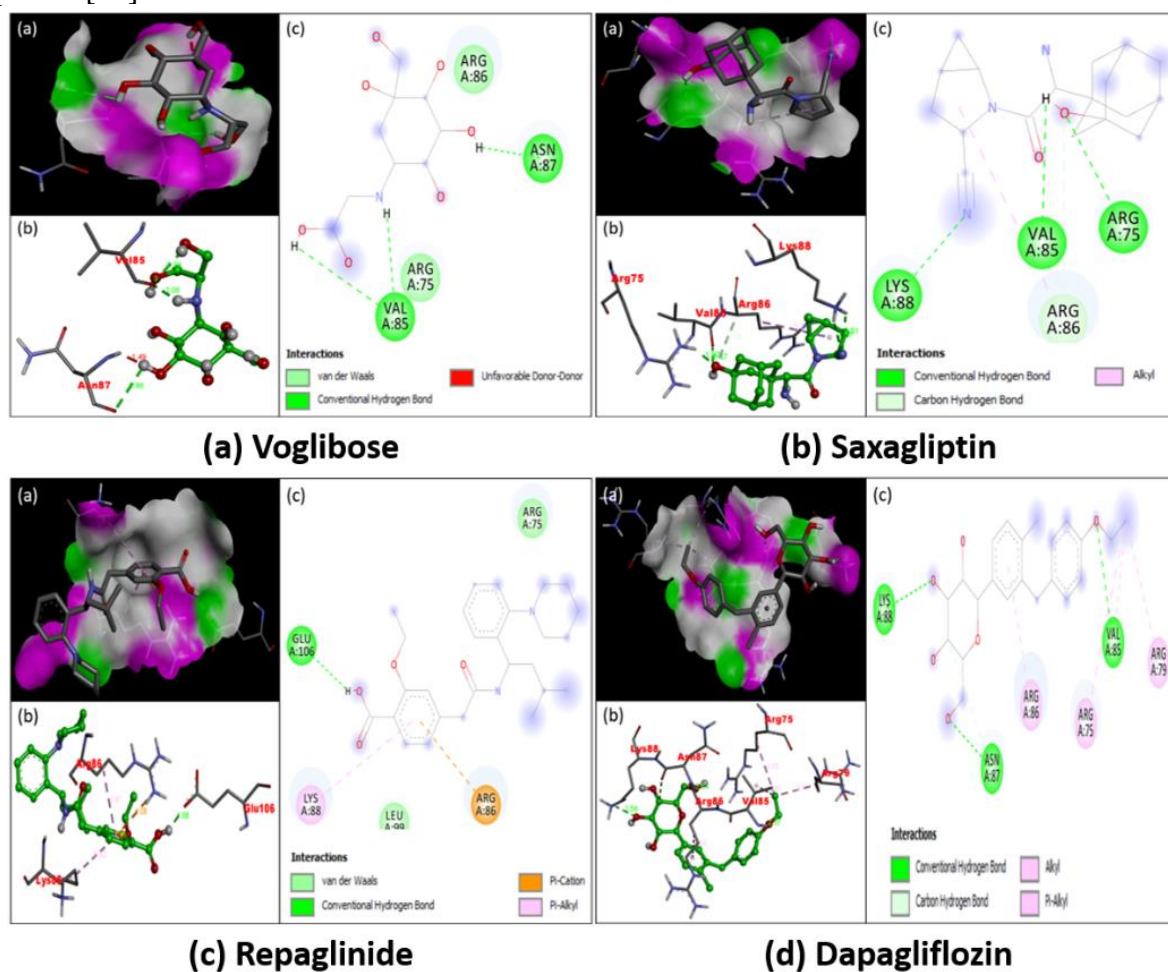 (a)
(c)
ARG
A:86
ASN
A:87
ARG
A:75
VAL
A:85
(b)
Val85
Asn87
Interactions
van der Waals
Conventional Hydrogen Bond
Unfavorable Donor-Donor
(a) Voglibose
(a)
(c)
LYS
A:88
VAL
A:85
ARG
A:75
ARG
A:86
(b)
Lys88
Arg75
Arg86
Interactions
Conventional Hydrogen Bond
Carbon Hydrogen Bond
Alkyl
(b) Saxagliptin
(a)
(c)
ARG
A:75
GLU
A:106
LYS
A:88
LEU
A:99
ARG
A:86
(b)
Arg86
Glu106
Interactions
van der Waals
Conventional Hydrogen Bond
Pi-Cation
Pi-Alkyl
(c) Repaglinide
(a)
(c)
LYS
A:88
VAL
A:85
ARG
A:79
ARG
A:86
ARG
A:75
ASN
A:87
(b)
Arg75
Lys88
Asn87
Arg79
Arg86
Val85
Interactions
Conventional Hydrogen Bond
Carbon Hydrogen Bond
Alkyl
Pi-Alkyl
(d) Dapagliflozin